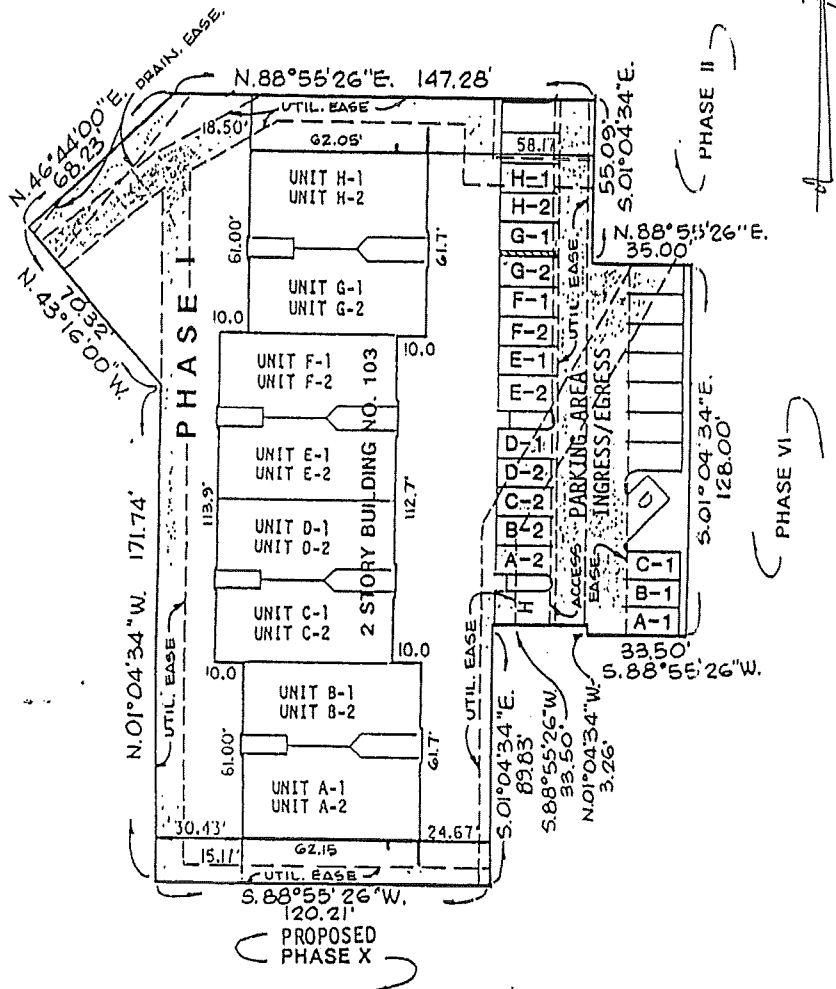 DRAIN. EASE.
N. 46°44'00"E.
68.23'
N.88°55'26"E. 147.28'
UTIL. EASE
18.50'
62.05'
58.17
S.01°04'34"E.
55.09'
PHASE II
N. 43°16'00"W.
70.32'
PHASE I
UNIT H-1
UNIT H-2
61.00'
61.7'
UNIT G-1
UNIT G-2
10.0
10.0
H-1
H-2
G-1
G-2
F-1
F-2
E-1
E-2
D-1
D-2
C-2
B-2
A-2
H
UTIL. EASE
N.88°55'26"E.
35.00'
PARKING AREA
INGRESS/EGRESS
ACCESS
EASE
C-1
B-1
A-1
S.01°04'34"E.
128.00'
PHASE VI
33.50'
S.88°55'26"W.
UNIT F-1
UNIT F-2
UNIT E-1
UNIT E-2
113.9'
112.7'
2 STORY BUILDING NO. 103
UNIT D-1
UNIT D-2
UNIT C-1
UNIT C-2
10.0
10.0
N.01°04'34"W. 171.74'
UTIL. EASE
UNIT B-1
UNIT B-2
61.00'
61.7'
UNIT A-1
UNIT A-2
UTIL. EASE
S.01°04'34"E.
89.83'
S.88°55'26"W.
33.50'
N.01°04'34"W.
3.26'
30.43'
24.67'
15.11'
62.15
UTIL. EASE
S.88°55'26"W.
120.21'
PROPOSED
PHASE X